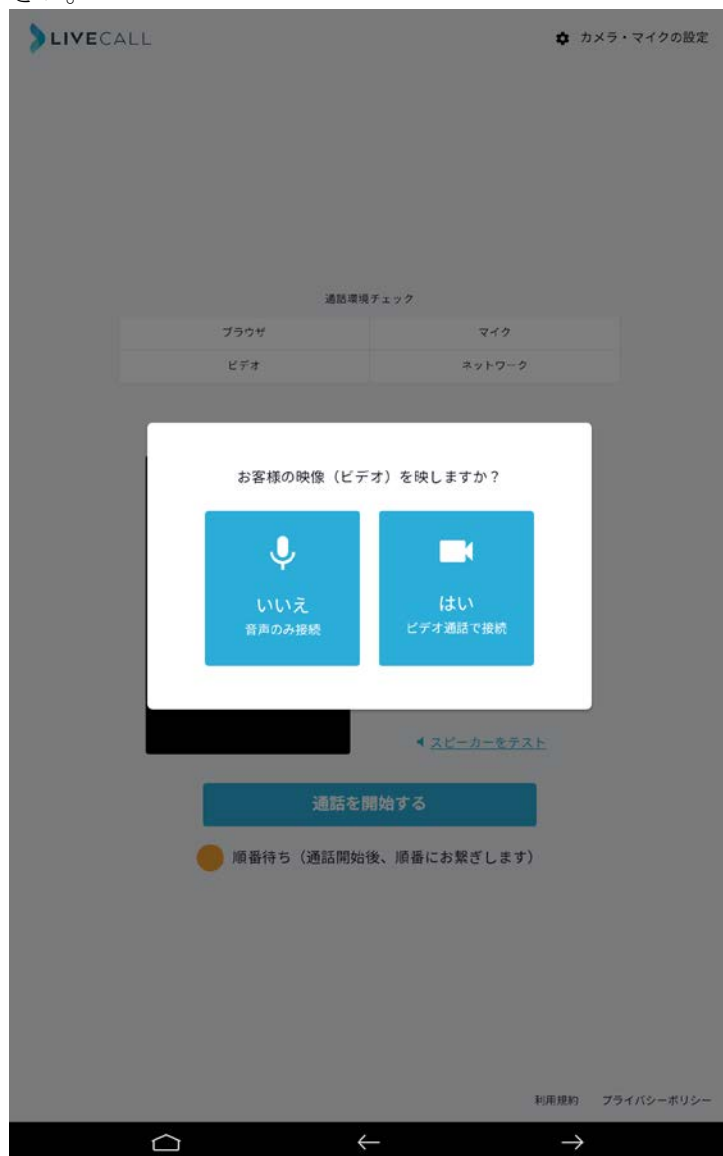 さい。
LIVECALL
カメラ・マイクの設定
通話環境チェック
ブラウザ マイク
ビデオ ネットワーク
お客様の映像(ビデオ)を映しますか?
いいえ はい
音声のみ接続 ビデオ通話で接続
スピーカーをテスト
通話を開始する
順番待ち(通話開始後、順番にお繋ぎします)
利用規約 プライバシーポリシー